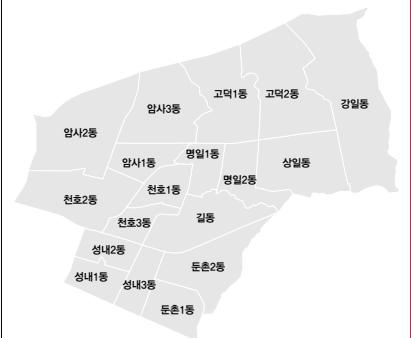 고덕1동
고덕2동
강일동
암사3동
암사2동
명일1동
암사1동
상일동
명일2동
천호1동
천호2동
천호3동
길동
성내2동
둔촌2동
성내1동
성내3동
둔촌1동